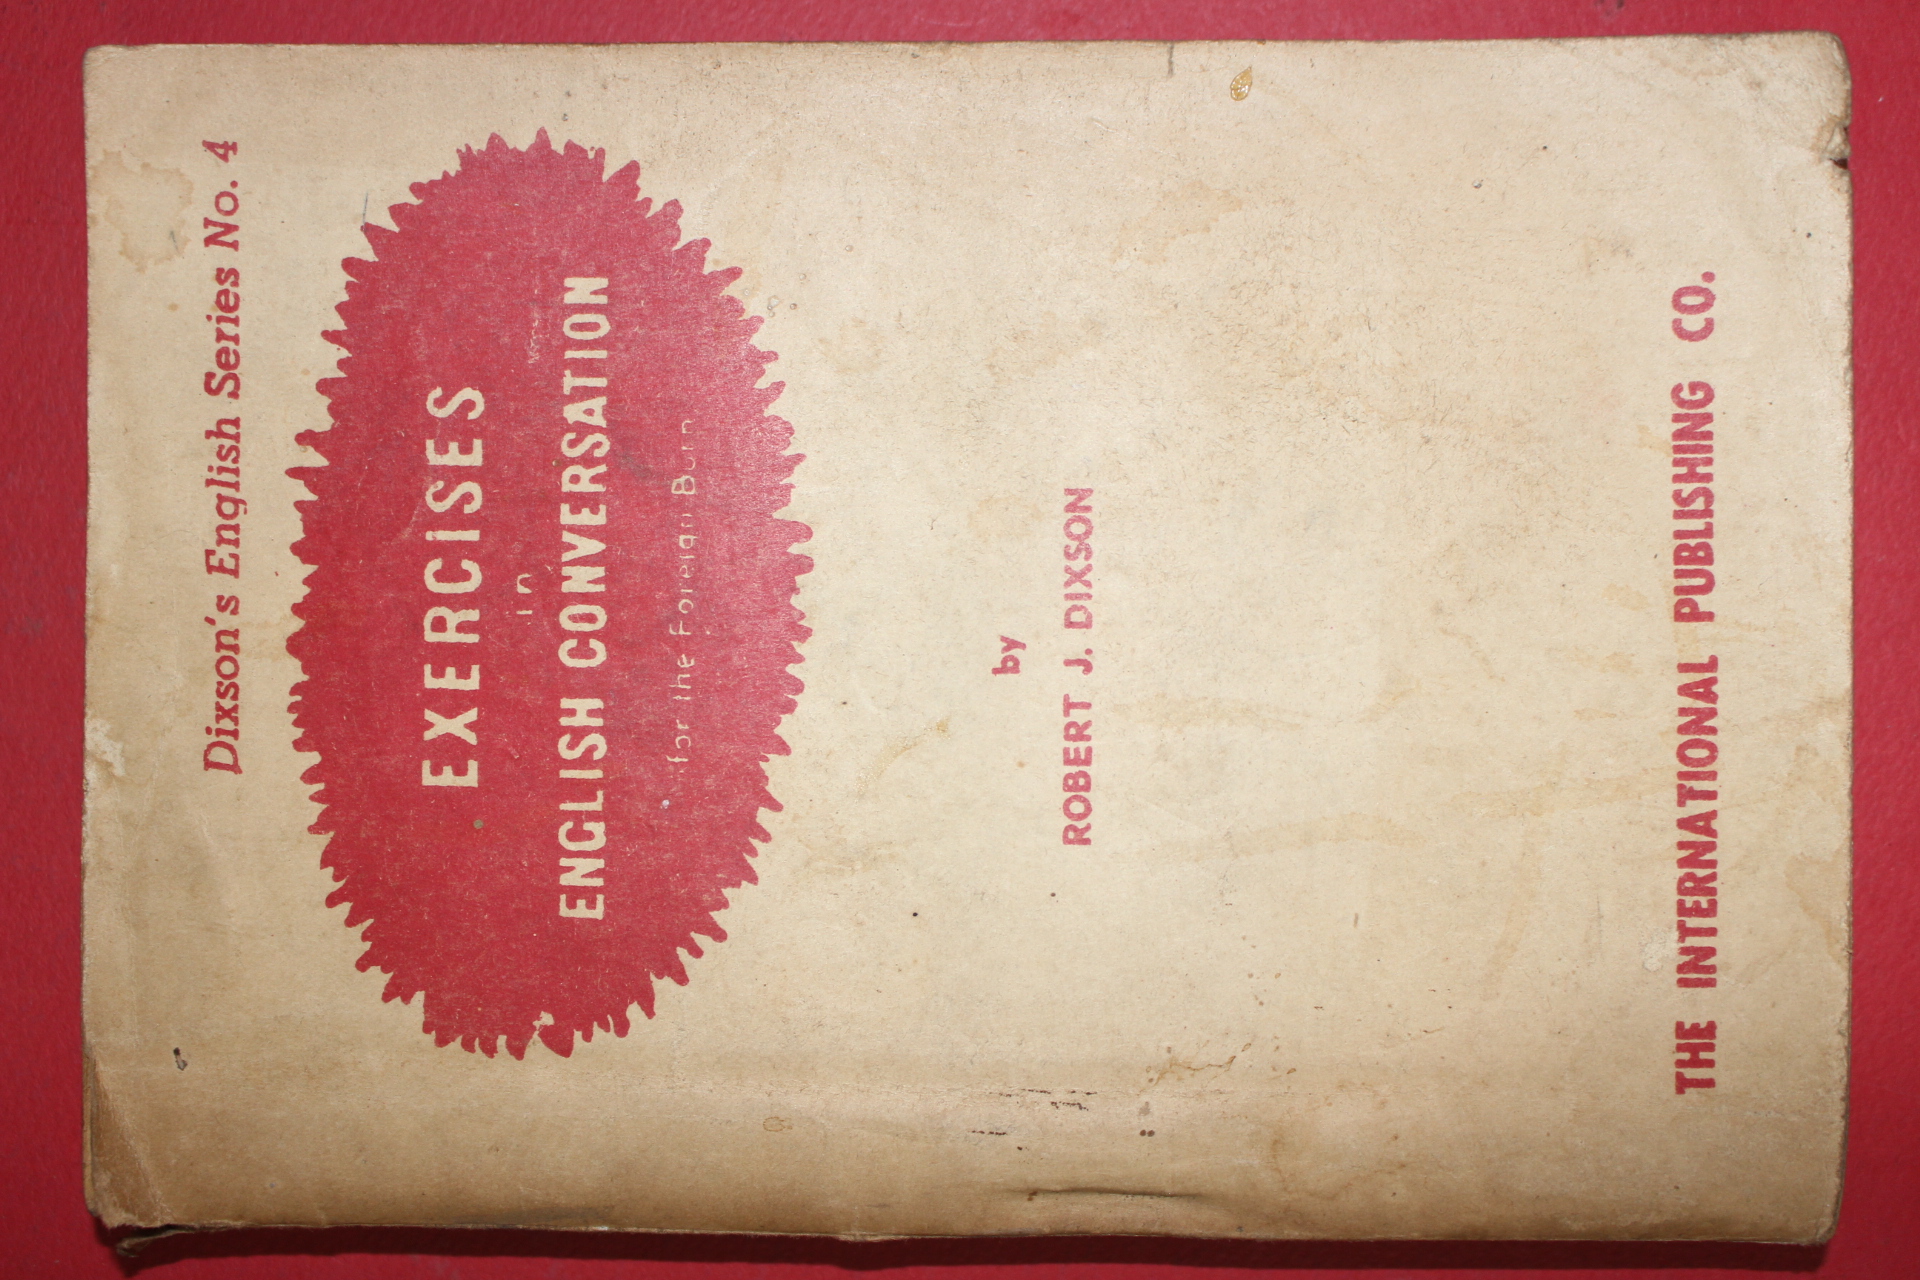 Dixson's English Series No. 4
EXERCISES
in
ENGLISH CONVERSATION
for the Foreign Born
by
ROBERT J. DIXSON
THE INTERNATIONAL PUBLISHING CO.